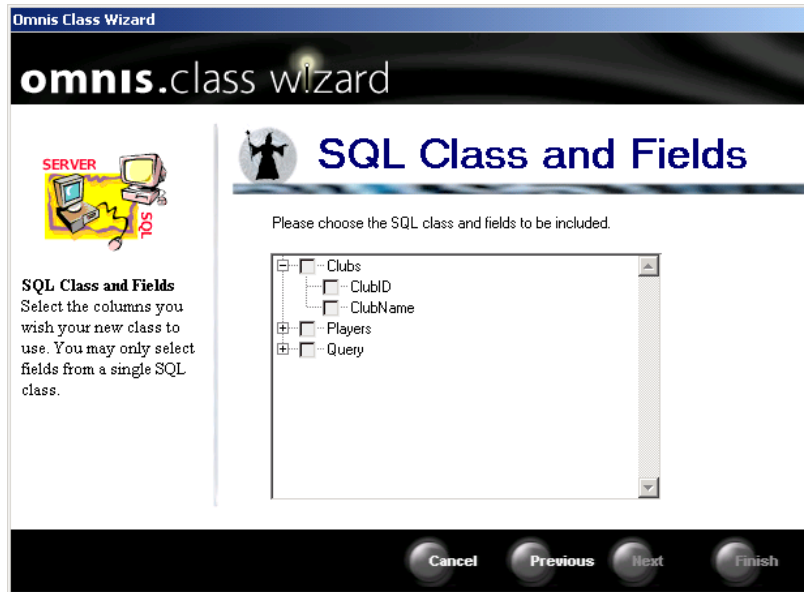 Omnis Class Wizard
omnis.class wizard
SERVER
SQL
SQL Class and Fields
Please choose the SQL class and fields to be included.
SQL Class and Fields
Select the columns you
wish your new class to
use. You may only select
fields from a single SQL
class.
Clubs
ClubID
ClubName
Players
Query
Cancel Previous Next Finish